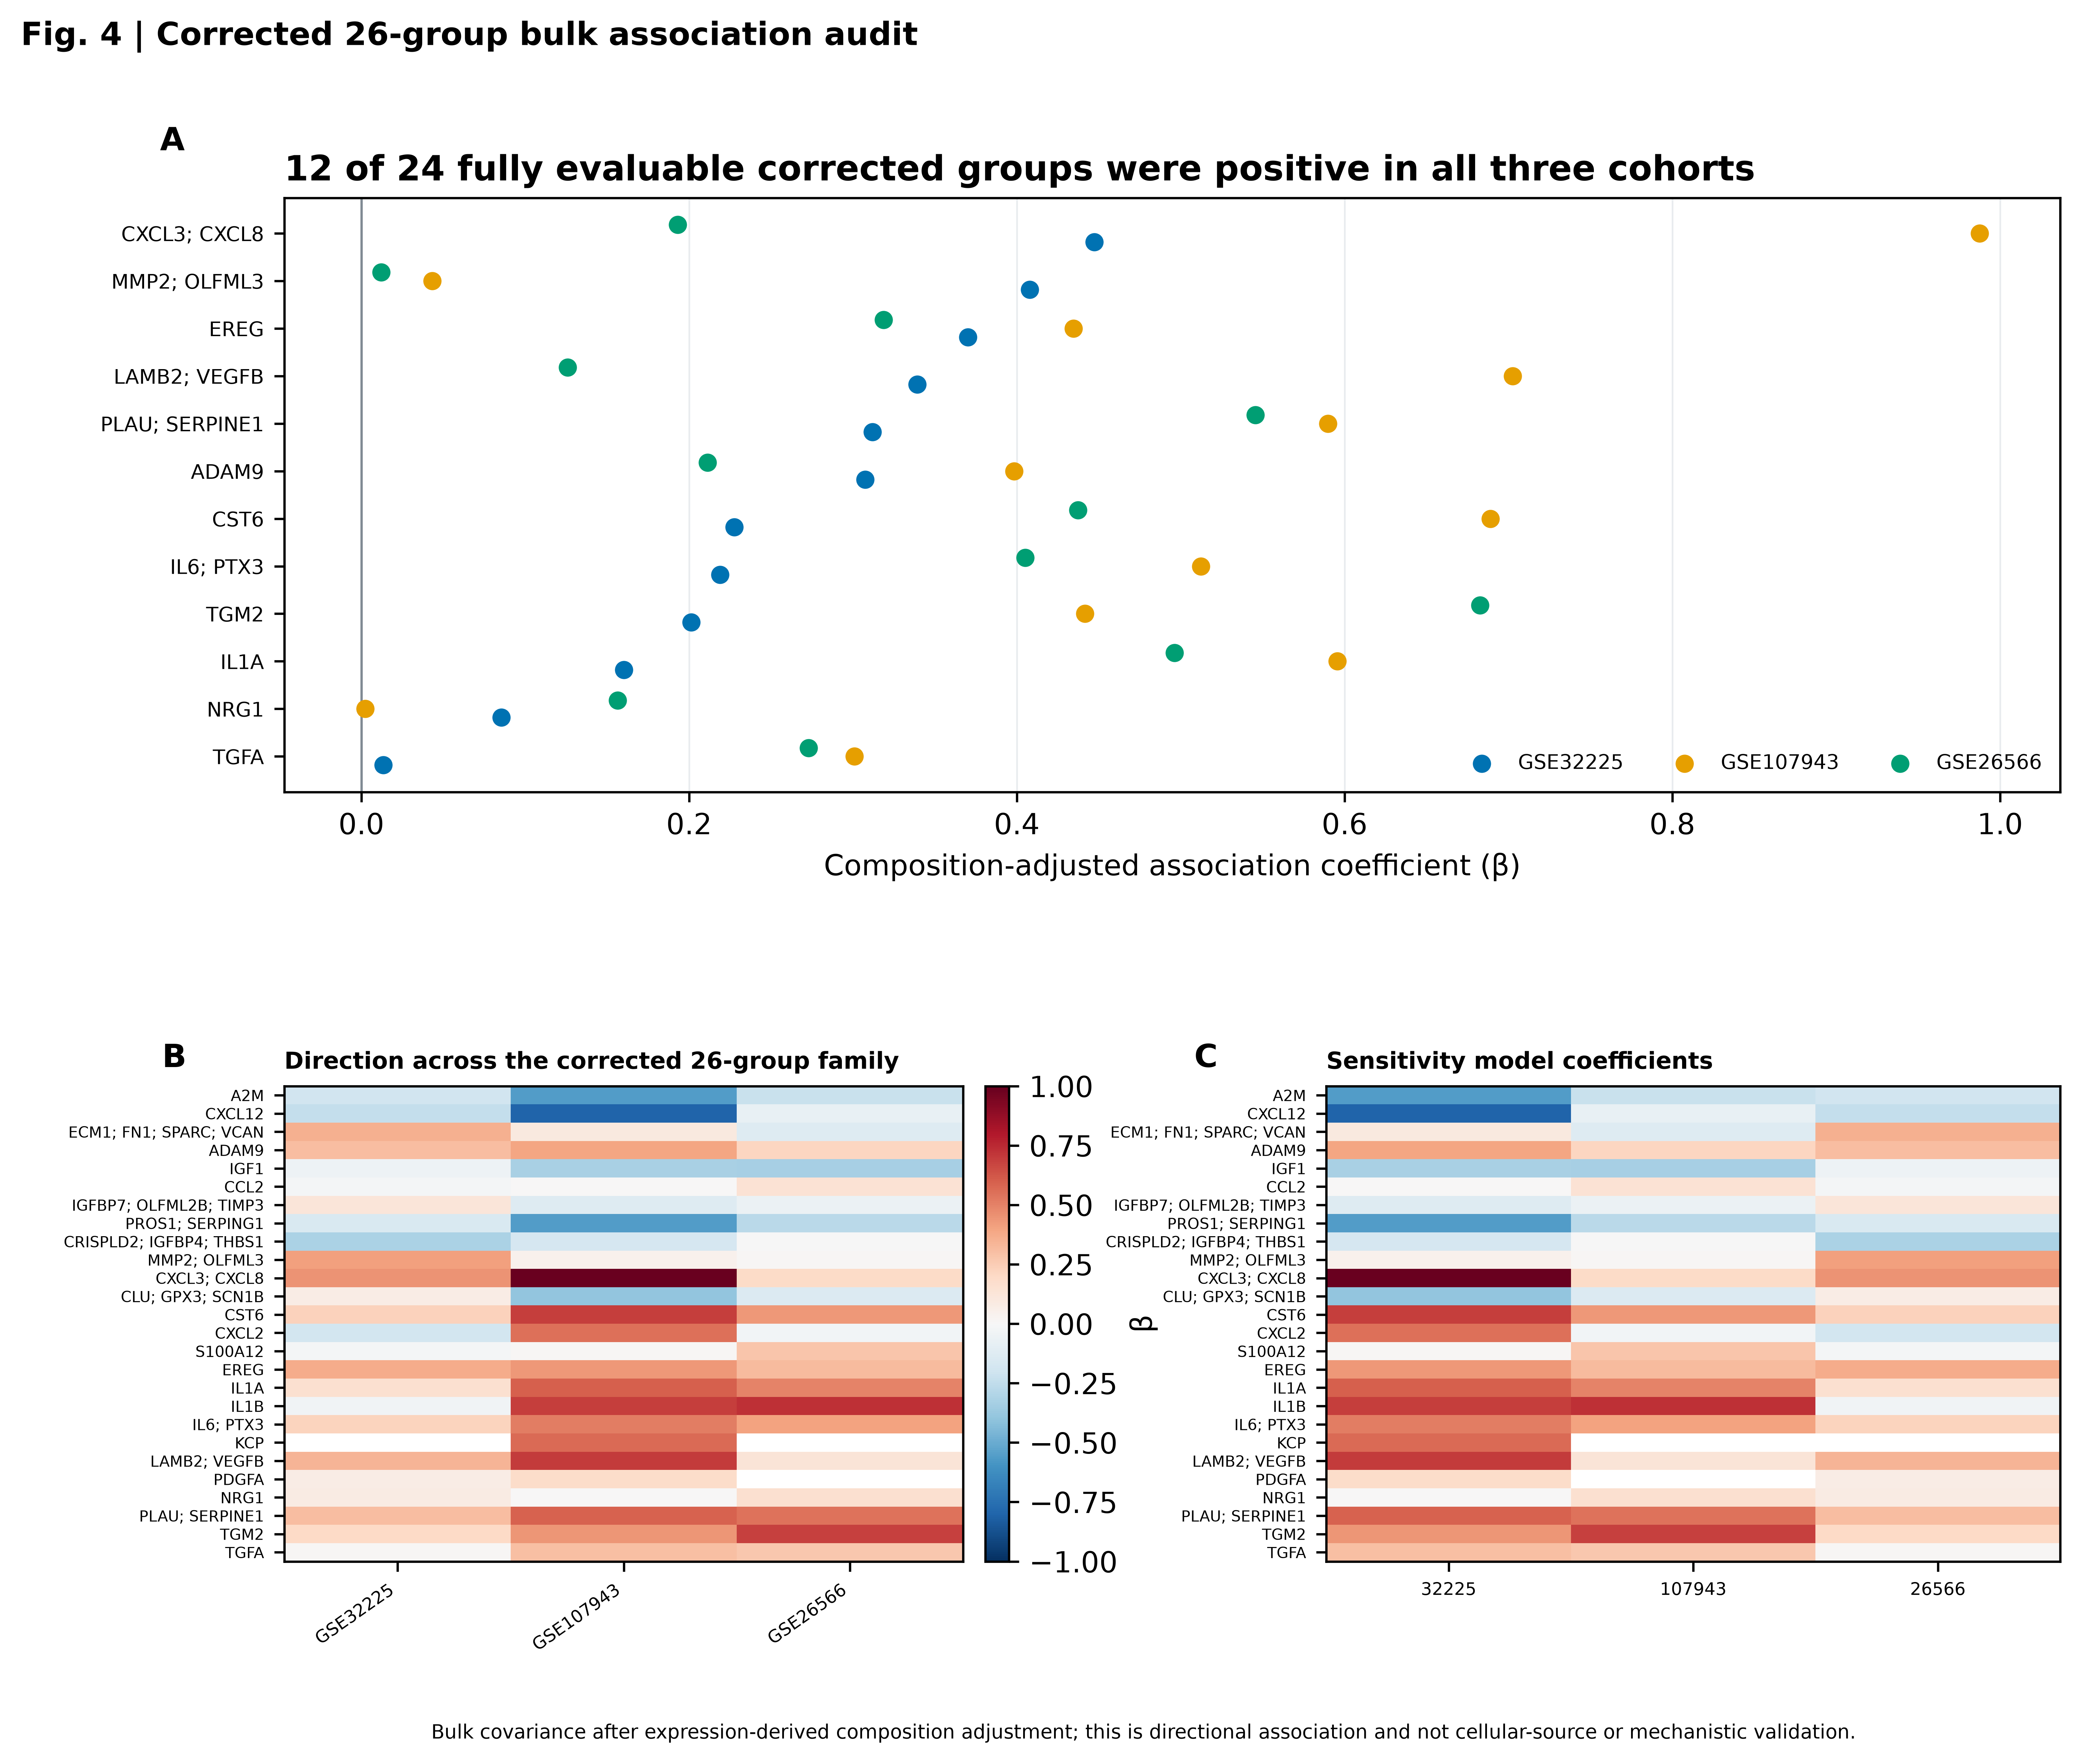 Fig. 4 | Corrected 26-group bulk association audit
A
12 of 24 fully evaluable corrected groups were positive in all three cohorts
CXCL3; CXCL8
MMP2; OLFML3
EREG
LAMB2; VEGFB
PLAU; SERPINE1
ADAM9
CST6
IL6; PTX3
TGM2
IL1A
NRG1
TGFA
GSE32225
GSE107943
GSE26566
0.0
0.2
0.4
0.6
0.8
1.0
Composition-adjusted association coefficient (β)
B
Direction across the corrected 26-group family
A2M
CXCL12
ECM1; FN1; SPARC; VCAN
ADAM9
IGF1
CCL2
IGFBP7; OLFML2B; TIMP3
PROS1; SERPING1
CRISPLD2; IGFBP4; THBS1
MMP2; OLFML3
CXCL3; CXCL8
CLU; GPX3; SCN1B
CST6
CXCL2
S100A12
EREG
IL1A
IL1B
IL6; PTX3
KCP
LAMB2; VEGFB
PDGFA
NRG1
PLAU; SERPINE1
TGM2
TGFA
GSE32225
GSE107943
GSE26566
1.00
0.75
0.50
0.25
0.00
−0.25
−0.50
−0.75
−1.00
β
C
Sensitivity model coefficients
A2M
CXCL12
ECM1; FN1; SPARC; VCAN
ADAM9
IGF1
CCL2
IGFBP7; OLFML2B; TIMP3
PROS1; SERPING1
CRISPLD2; IGFBP4; THBS1
MMP2; OLFML3
CXCL3; CXCL8
CLU; GPX3; SCN1B
CST6
CXCL2
S100A12
EREG
IL1A
IL1B
IL6; PTX3
KCP
LAMB2; VEGFB
PDGFA
NRG1
PLAU; SERPINE1
TGM2
TGFA
32225
107943
26566
Bulk covariance after expression-derived composition adjustment; this is directional association and not cellular-source or mechanistic validation.